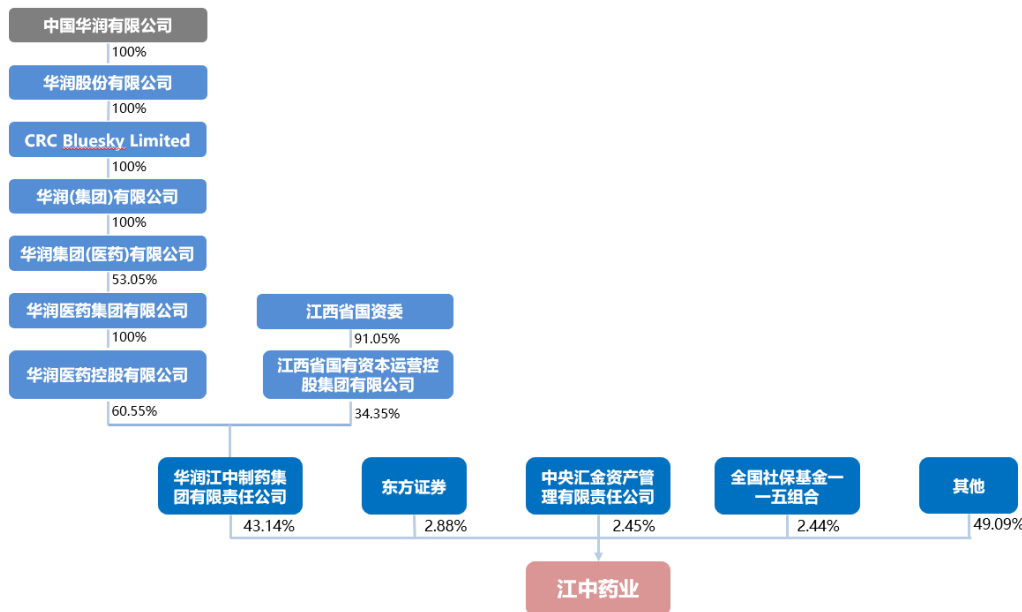 中国华润有限公司
100%
华润股份有限公司
100%
CRC Bluesky Limited
100%
华润(集团)有限公司
100%
华润集团(医药)有限公司
53.05%
华润医药集团有限公司
江西省国资委
100%
91.05%
华润医药控股有限公司
江西省国有资本运营控
股集团有限公司
60.55%
34.35%
华润江中制药集
团有限责任公司
东方证券
中央汇金资产管
理有限责任公司
全国社保基金一
一五组合
其他
43.14%
2.88%
2.45%
2.44%
49.09%
江中药业